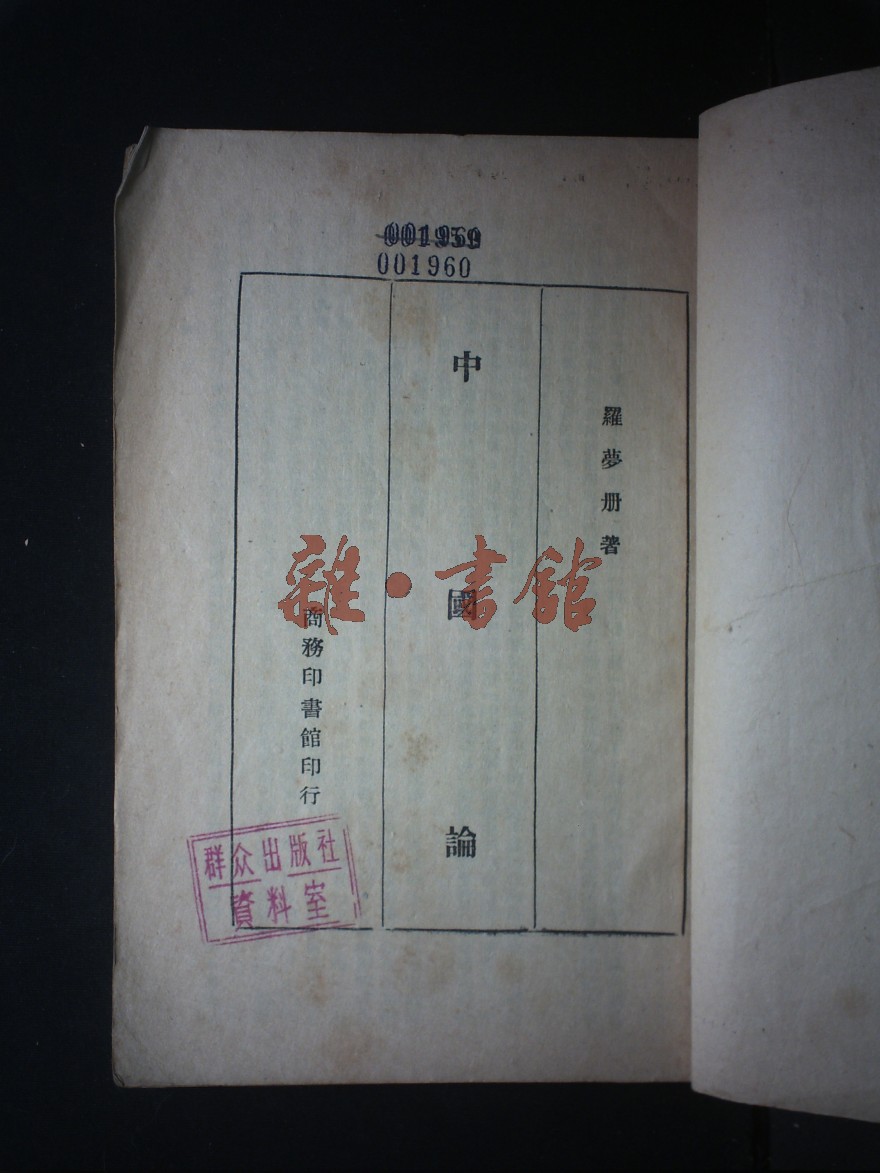 001959
001960
羅夢册著
中國論
商務印書館印行
雜·書館
群众出版社
資料室